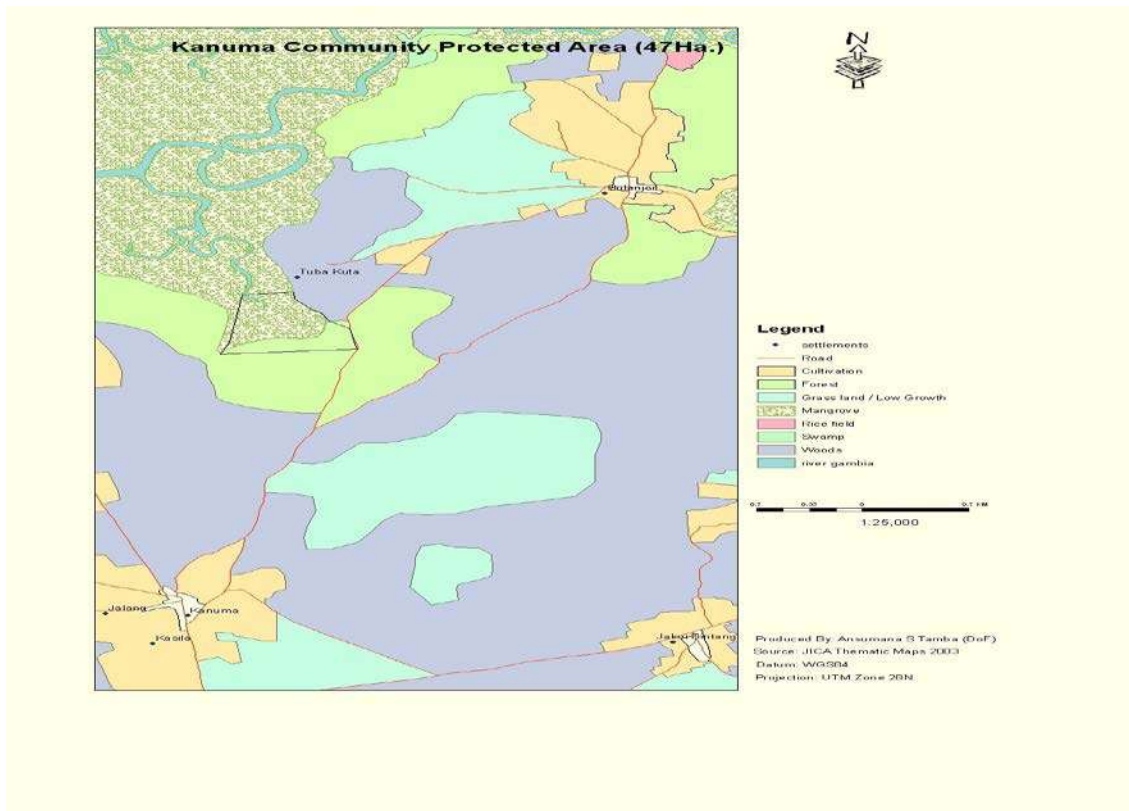 Kanuma Community Protected Area (47Ha.)
N
Tuba Kuta
Legend
settlements
Road
Cultivation
Forest
Grass land / Low Growth
Mangrove
Rice field
Swamp
Woods
river gambia
1:25,000
Jalang
Kanuma
Kasila
Produced By: Ansumana S Tamba (DoF)
Source: JICA Thematic Maps 2003
Datum: WGS84
Projection: UTM Zone 28N